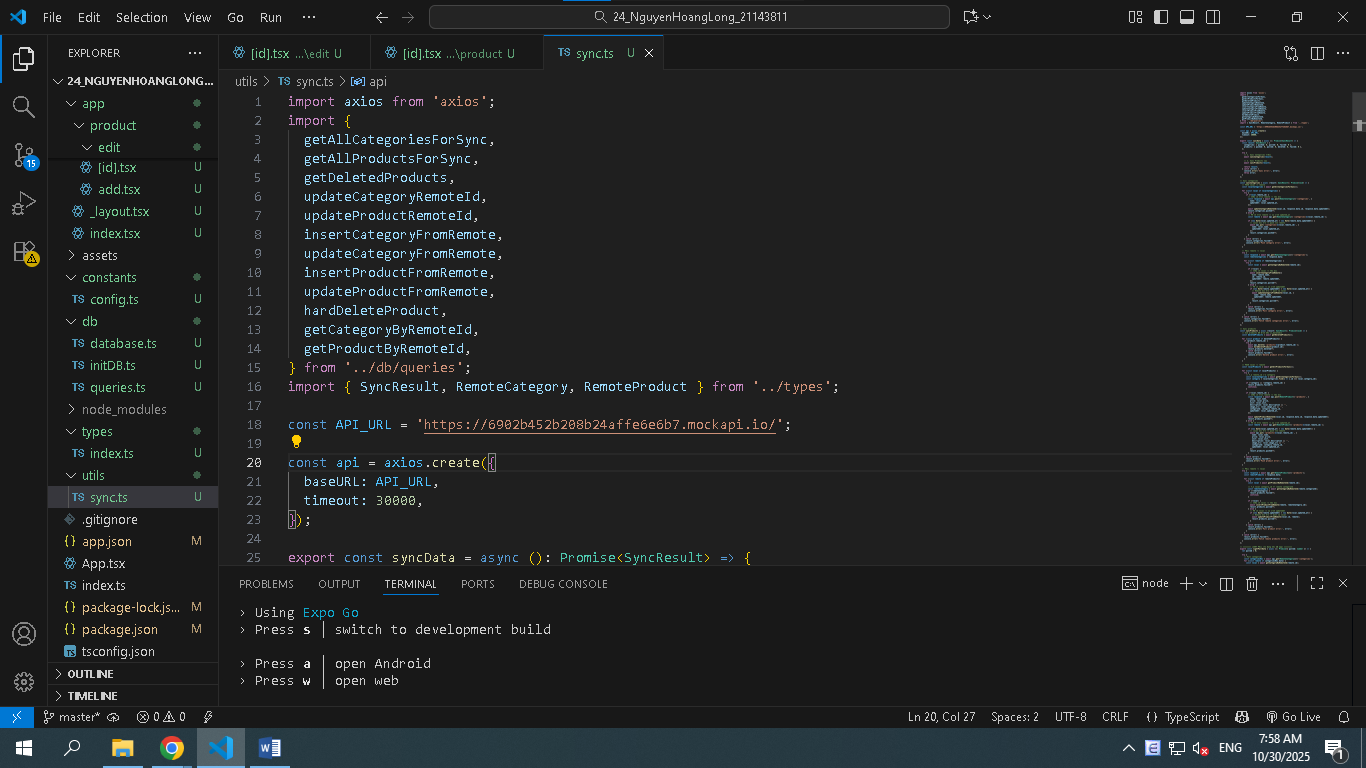 File Edit Selection View Go Run ··· 24_NguyenHoangLong_21143811
EXPLORER ···
24_NGUYENHOANGLONG_...
app
product
edit
[id].tsx U
add.tsx U
_layout.tsx U
index.tsx U
assets
constants
config.ts U
db
database.ts U
initDB.ts U
queries.ts U
node_modules
types
index.ts U
utils
sync.ts U
.gitignore
app.json M
App.tsx
index.ts
package-lock.js... M
package.json M
tsconfig.json
OUTLINE
TIMELINE
15
[id].tsx ...\edit U [id].tsx ...\product U TS sync.ts U
utils > TS sync.ts > api
1 import axios from 'axios';
2 import {
3 getAllCategoriesForSync,
4 getAllProductsForSync,
5 getDeletedProducts,
6 updateCategoryRemoteId,
7 updateProductRemoteId,
8 insertCategoryFromRemote,
9 updateCategoryFromRemote,
10 insertProductFromRemote,
11 updateProductFromRemote,
12 hardDeleteProduct,
13 getCategoryByRemoteId,
14 getProductByRemoteId,
15 } from '../db/queries';
16 import { SyncResult, RemoteCategory, RemoteProduct } from '../types';
17
18 const API_URL = 'https://6902b452b208b24affe6e6b7.mockapi.io/';
19
20 const api = axios.create({
21 baseURL: API_URL,
22 timeout: 30000,
23 });
24
25 export const syncData = async (): Promise<SyncResult> => {
PROBLEMS OUTPUT TERMINAL PORTS DEBUG CONSOLE node
› Using Expo Go
› Press s │ switch to development build
› Press a │ open Android
› Press w │ open web
master* 0 0 Ln 20, Col 27 Spaces: 2 UTF-8 CRLF {} TypeScript Go Live
ENG 7:58 AM
10/30/2025 1